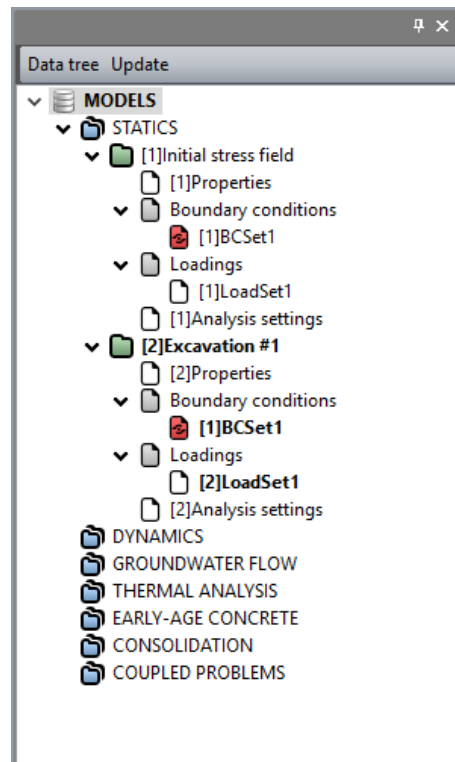 Data tree Update
MODELS
STATICS
[1]Initial stress field
[1]Properties
Boundary conditions
[1]BCSet1
Loadings
[1]LoadSet1
[1]Analysis settings
[2]Excavation #1
[2]Properties
Boundary conditions
[1]BCSet1
Loadings
[2]LoadSet1
[2]Analysis settings
DYNAMICS
GROUNDWATER FLOW
THERMAL ANALYSIS
EARLY-AGE CONCRETE
CONSOLIDATION
COUPLED PROBLEMS